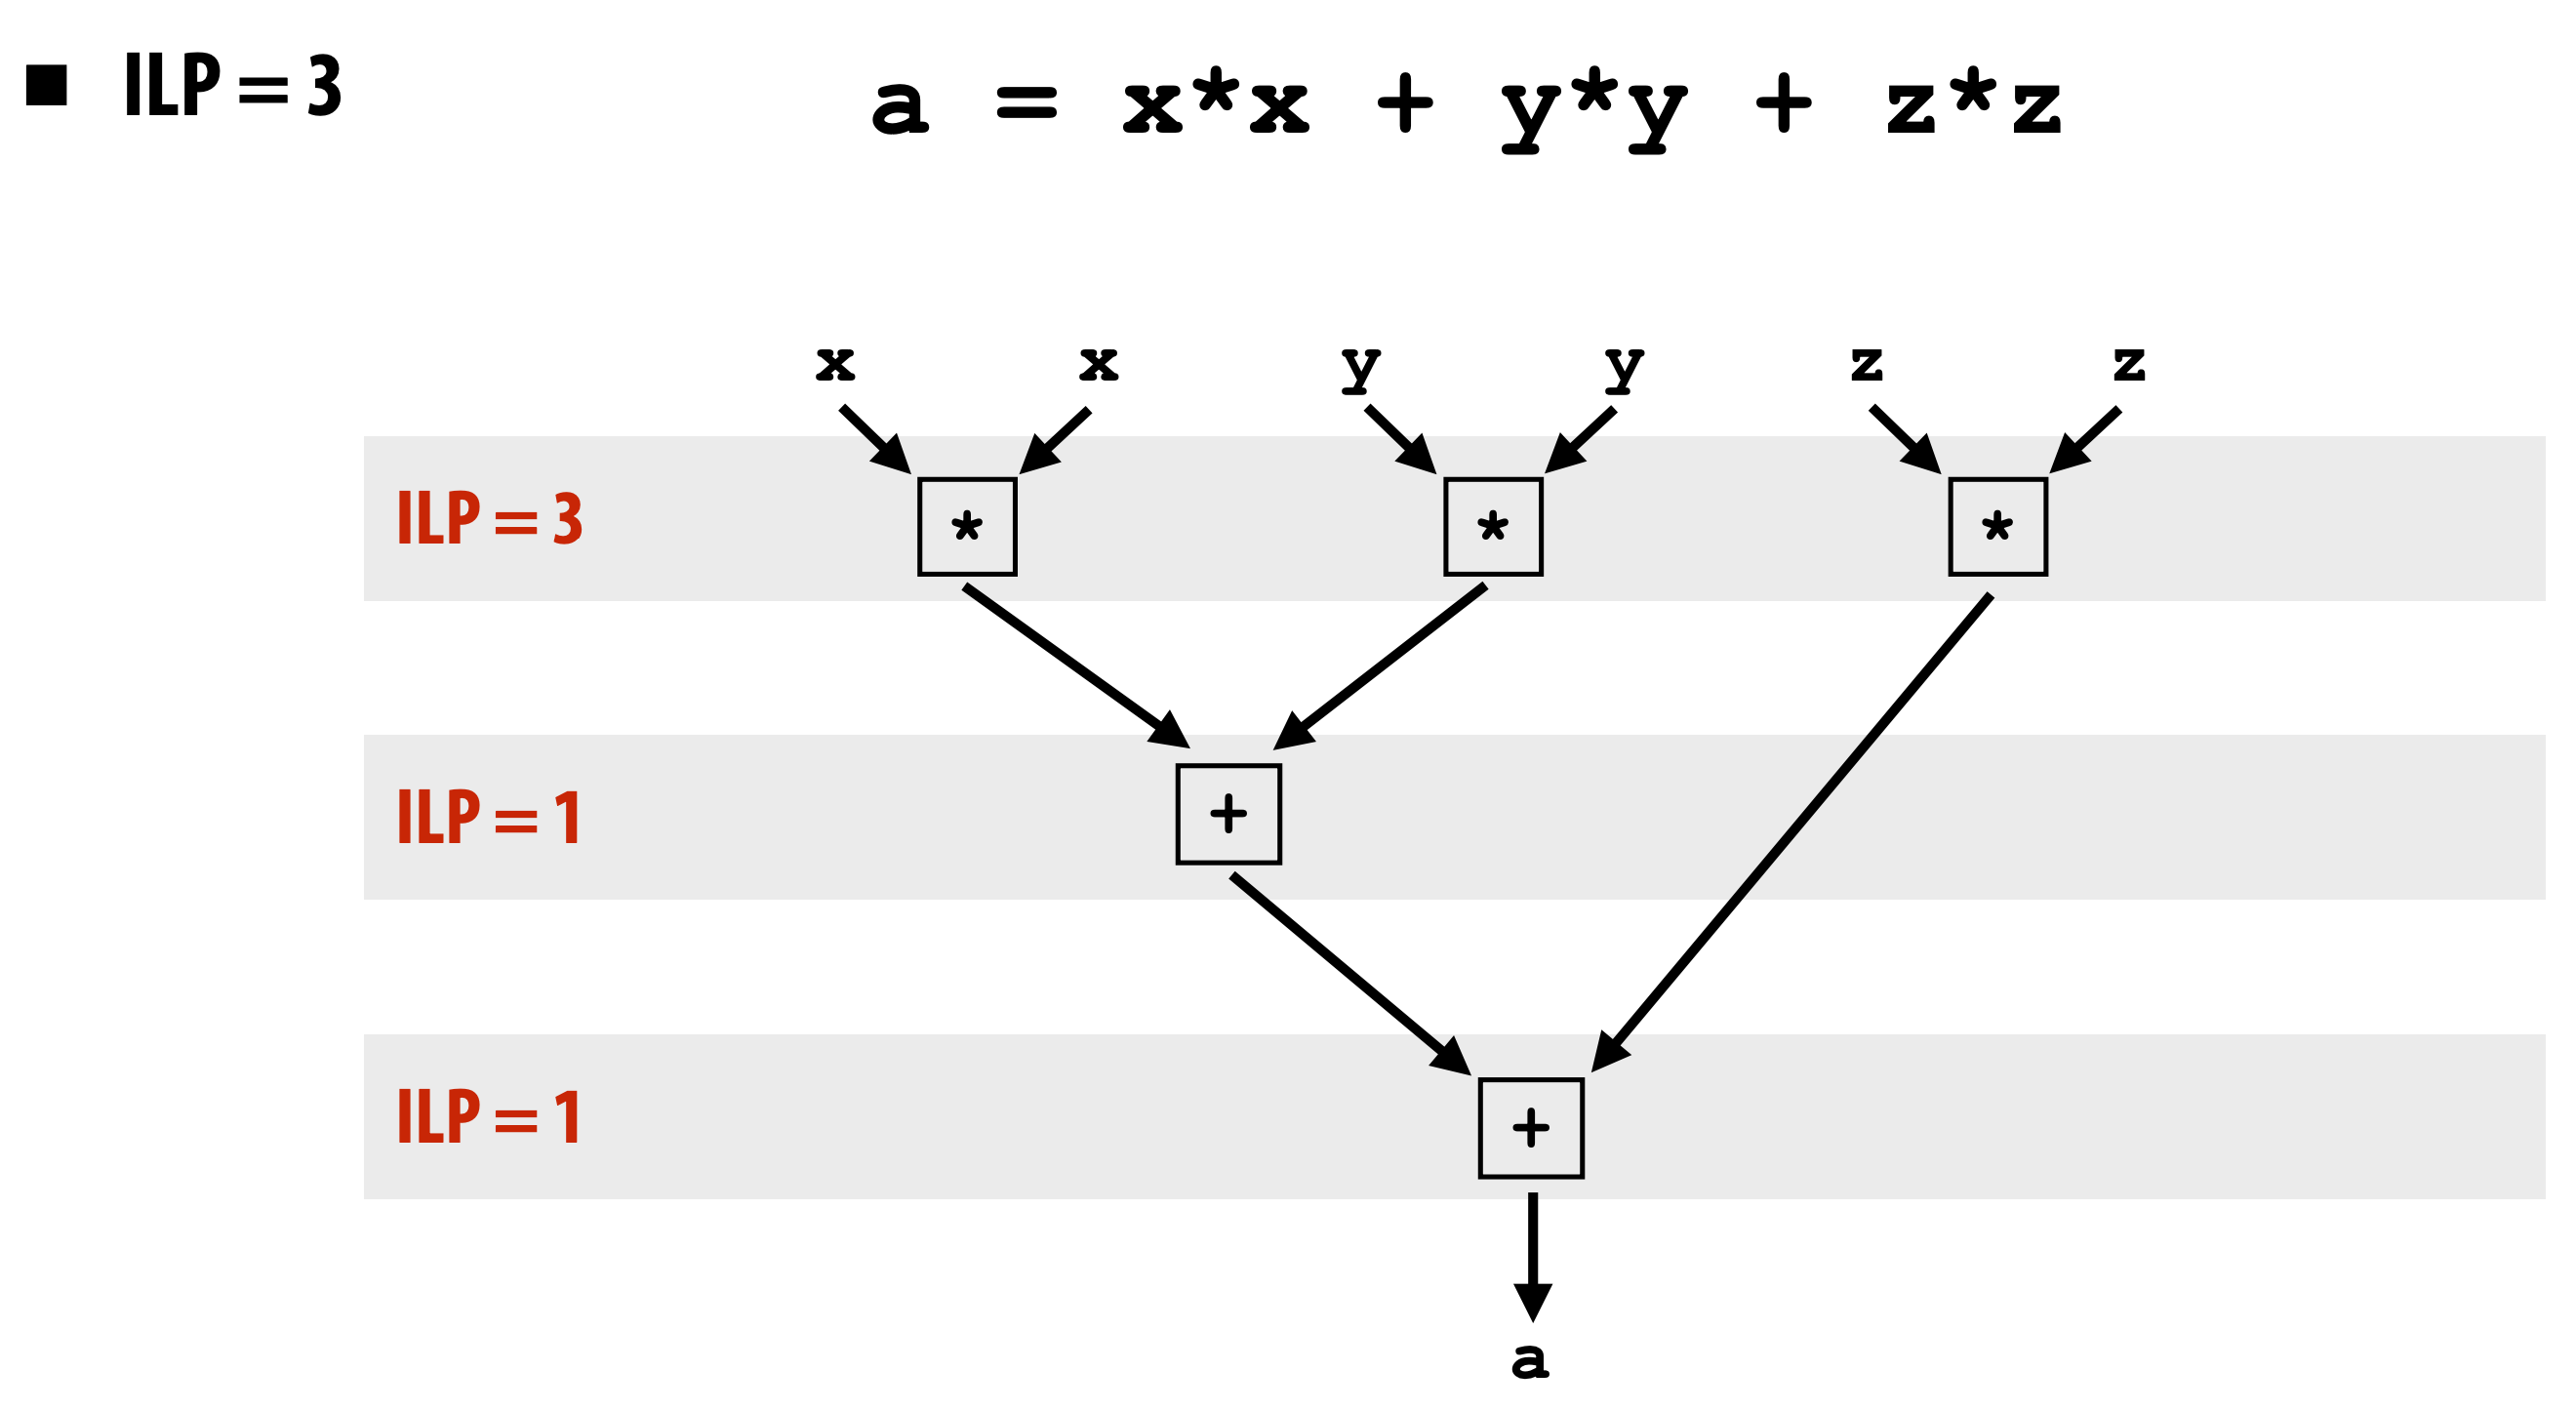 ■ ILP = 3
a = x*x + y*y + z*z
x x y y z z
ILP = 3 * * *
ILP = 1 +
ILP = 1 +
a